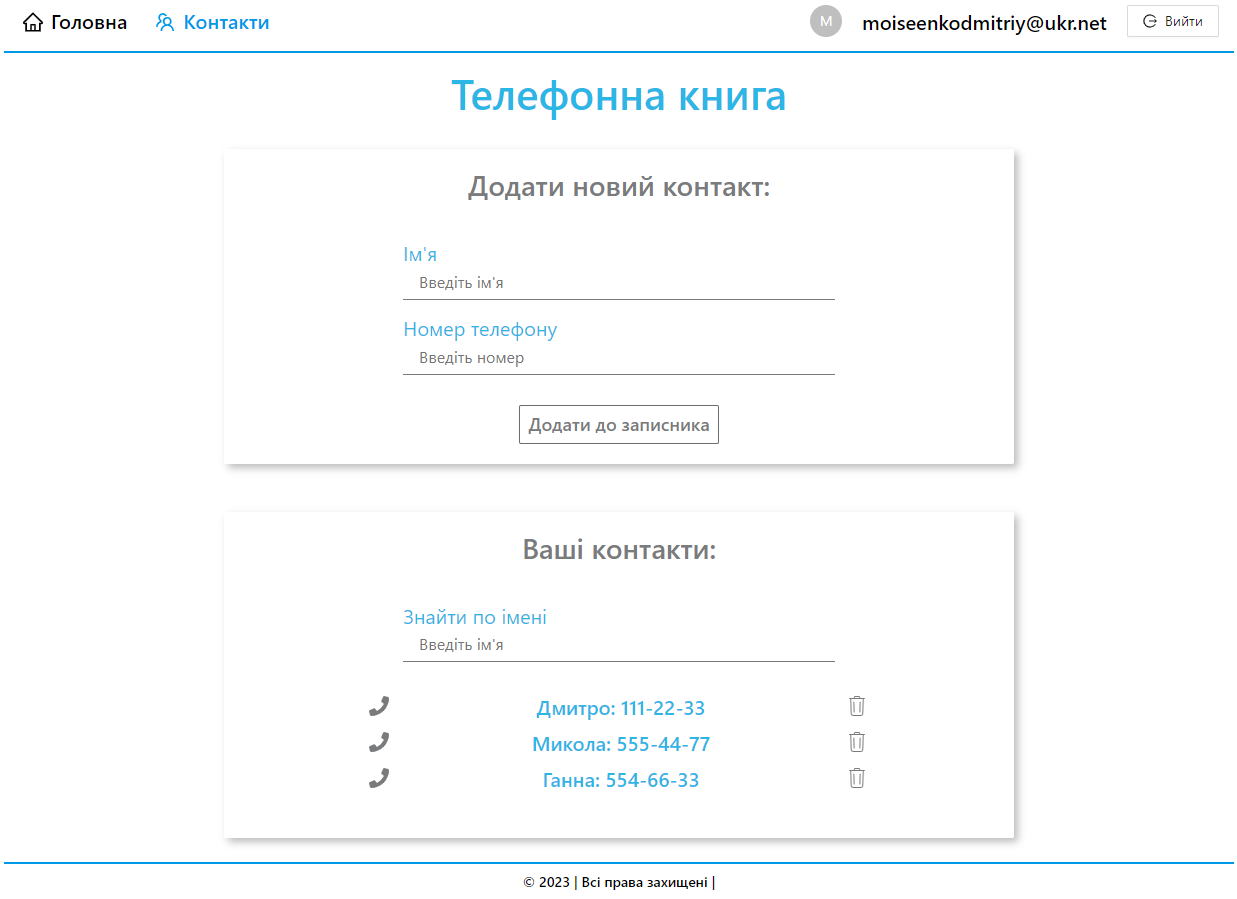 Головна Контакти M moiseenkodmitriy@ukr.net Вийти
Телефонна книга
Додати новий контакт:
Ім'я
Введіть ім'я
Номер телефону
Введіть номер
Додати до записника
Ваші контакти:
Знайти по імені
Введіть ім'я
Дмитро: 111-22-33
Микола: 555-44-77
Ганна: 554-66-33
© 2023 | Всі права захищені |